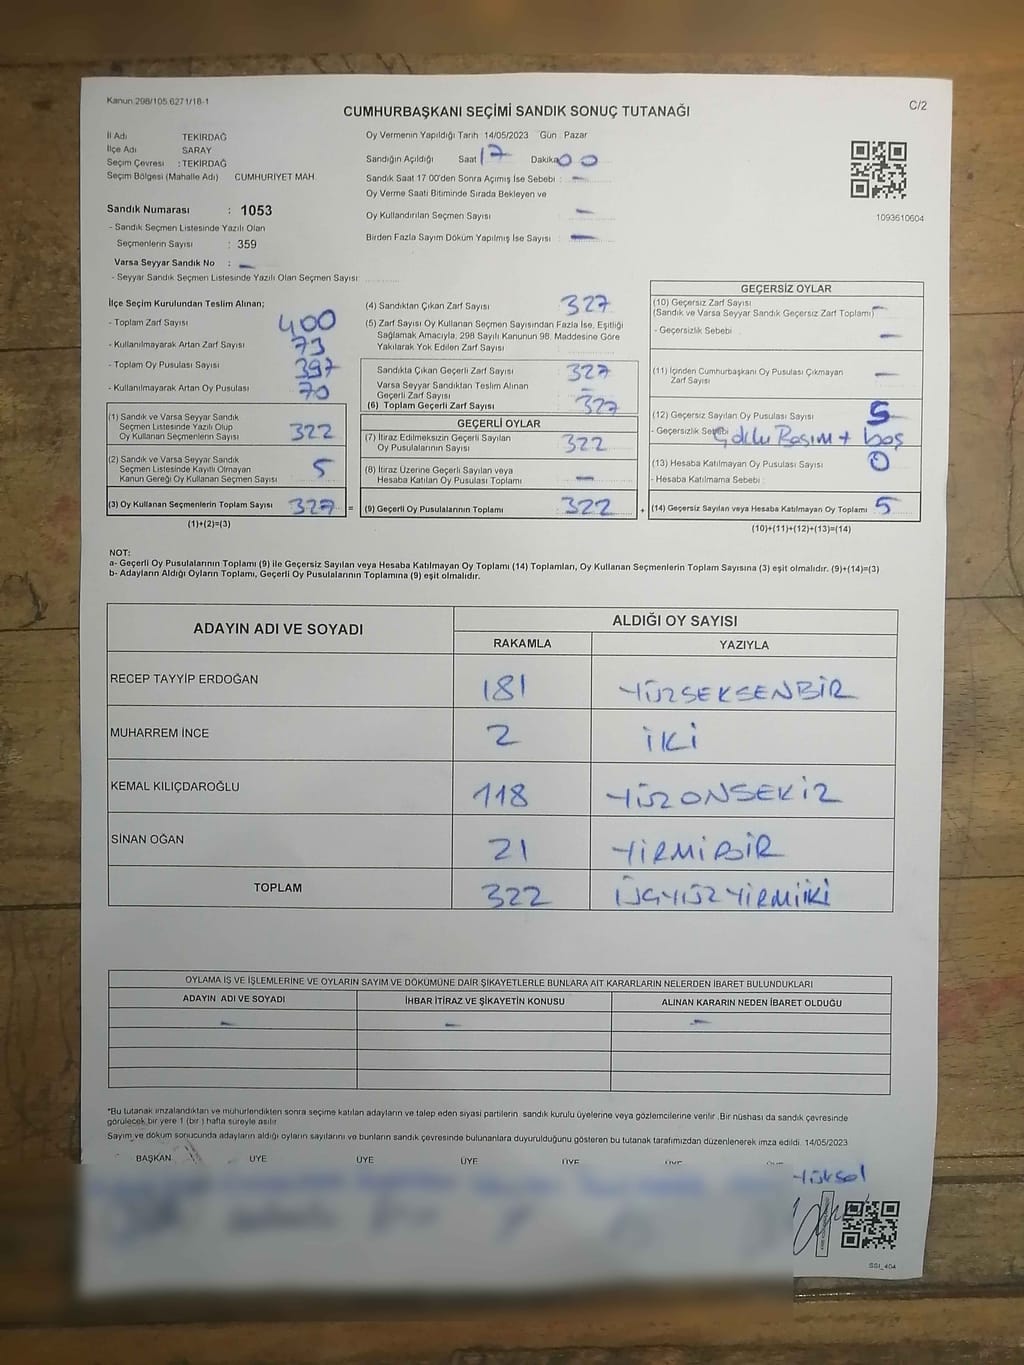 Kanun 298/105.6271/18-1
C/2
CUMHURBAŞKANI SEÇİMİ SANDIK SONUÇ TUTANAĞI
İl Adı TEKİRDAĞ
İlçe Adı SARAY
Seçim Çevresi : TEKİRDAĞ
Seçim Bölgesi (Mahalle Adı) CUMHURİYET MAH.
Sandık Numarası : 1053
- Sandık Seçmen Listesinde Yazılı Olan
Seçmenlerin Sayısı : 359
Varsa Seyyar Sandık No : -
- Seyyar Sandık Seçmen Listesinde Yazılı Olan Seçmen Sayısı:
Oy Vermenin Yapıldığı Tarih 14/05/2023 Gün Pazar
Sandığın Açıldığı Saat 17 Dakika 00
Sandık Saat 17 00'den Sonra Açımış İse Sebebi : -
Oy Verme Saati Bitiminde Sırada Bekleyen ve
Oy Kullandırılan Seçmen Sayısı -
Birden Fazla Sayım Döküm Yapılmış İse Sayısı : -
1093610604
İlçe Seçim Kurulundan Teslim Alınan;
- Toplam Zarf Sayısı 400
- Kullanılmayarak Artan Zarf Sayısı 73
- Toplam Oy Pusulası Sayısı 397
- Kullanılmayarak Artan Oy Pusulası 70
(1) Sandık ve Varsa Seyyar Sandık
Seçmen Listesinde Yazılı Olup
Oy Kullanan Seçmenlerin Sayısı 322
(2) Sandık ve Varsa Seyyar Sandık
Seçmen Listesinde Kayıtlı Olmayan
Kanun Gereği Oy Kullanan Seçmen Sayısı 5
(3) Oy Kullanan Seçmenlerin Toplam Sayısı 327 =
(1)+(2)=(3)
(4) Sandıktan Çıkan Zarf Sayısı 327
(5) Zarf Sayısı Oy Kullanan Seçmen Sayısından Fazla İse, Eşitliği
Sağlamak Amacıyla, 298 Sayılı Kanunun 98. Maddesine Göre
Yakılarak Yok Edilen Zarf Sayısı
Sandıkta Çıkan Geçerli Zarf Sayısı 327
Varsa Seyyar Sandıktan Teslim Alınan
Geçerli Zarf Sayısı -
(6) Toplam Geçerli Zarf Sayısı 327
GEÇERLİ OYLAR
(7) İtiraz Edilmeksizin Geçerli Sayılan
Oy Pusulalarının Toplamı 322
(8) İtiraz Üzerine Geçerli Sayılan veya
Hesaba Katılan Oy Pusulası Toplamı -
(9) Geçerli Oy Pusulalarının Toplamı 322 +
GEÇERSİZ OYLAR
(10) Geçersiz Zarf Sayısı
(Sandık ve Varsa Seyyar Sandık Geçersiz Zarf Toplamı) -
- Geçersizlik Sebebi : -
(11) İçinden Cumhurbaşkanı Oy Pusulası Çıkmayan
Zarf Sayısı -
(12) Geçersiz Sayılan Oy Pusulası Sayısı 5
- Geçersizlik Sebebi Çoklu Basım + boş
(13) Hesaba Katılmayan Oy Pusulası Sayısı 0
- Hesaba Katılmama Sebebi :
(14) Geçersiz Sayılan veya Hesaba Katılmayan Oy Toplamı 5
(10)+(11)+(12)+(13)=(14)
NOT:
a- Geçerli Oy Pusulalarının Toplamı (9) ile Geçersiz Sayılan veya Hesaba Katılmayan Oy Toplamı (14) Toplamları, Oy Kullanan Seçmenlerin Toplam Sayısına (3) eşit olmalıdır. (9)+(14)=(3)
b- Adayların Aldığı Oyların Toplamı, Geçerli Oy Pusulalarının Toplamına (9) eşit olmalıdır.
ADAYIN ADI VE SOYADI ALDIĞI OY SAYISI
RAKAMLA YAZIYLA
RECEP TAYYİP ERDOĞAN 181 YÜZSEKSENBİR
MUHARREM İNCE 2 İKİ
KEMAL KILIÇDAROĞLU 118 YÜZONSEKİZ
SİNAN OĞAN 21 YİRMİBİR
TOPLAM 322 ÜÇYÜZYİRMİİKİ
OYLAMA İŞ VE İŞLEMLERİNE VE OYLARIN SAYIM VE DÖKÜMÜNE DAİR ŞİKAYETLERLE BUNLARA AİT KARARLARIN NELERDEN İBARET BULUNDUKLARI
ADAYIN ADI VE SOYADI İHBAR İTİRAZ VE ŞİKAYETİN KONUSU ALINAN KARARIN NEDEN İBARET OLDUĞU
- - -
*Bu tutanak imzalandıktan ve mühürlendikten sonra seçime katılan adayların ve talep eden siyasi partilerin sandık kurulu üyelerine veya gözlemcilerine verilir .Bir nüshası da sandık çevresinde
görülecek bir yere 1 (bir ) hafta süreyle asılır
Sayım ve döküm sonucunda adayların aldığı oyların sayılarını ve bunların sandık çevresinde bulunanlara duyurulduğunu gösteren bu tutanak tarafımızdan düzenlenerek imza edildi. 14/05/2023
BAŞKAN ÜYE ÜYE ÜYE ÜYE ÜYE
Yüksel
SSI_404